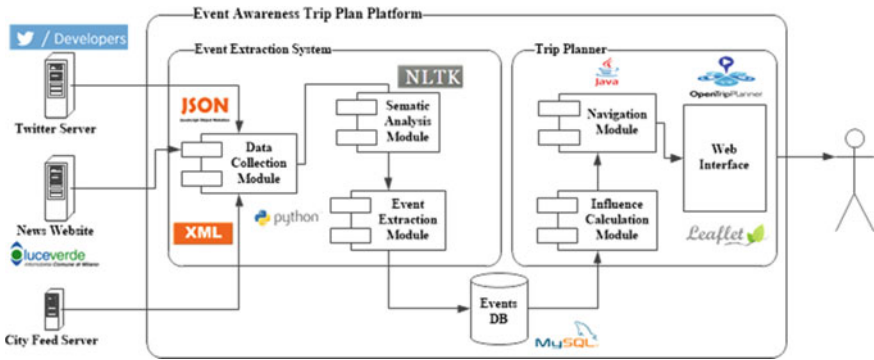 / Developers
Event Awareness Trip Plan Platform
Event Extraction System
Trip Planner
NLTK
Java
OpenTripPlanner
JSON
Twitter Server
Sematic
Analysis
Module
Navigation
Module
Data
Collection
Module
Web
Interface
News Website
luceverde
XML
python
Event
Extraction
Module
Influence
Calculation
Module
Leaflet
City Feed Server
Events
DB
MySQL